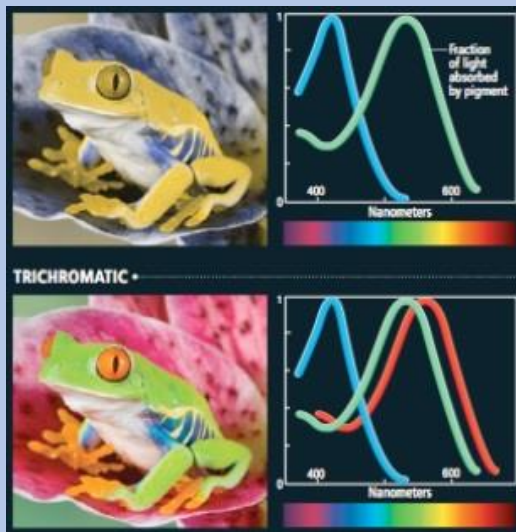 1
Fraction
of light
absorbed
by pigment
0
400
600
Nanometers
TRICHROMATIC
1
0
400
600
Nanometers